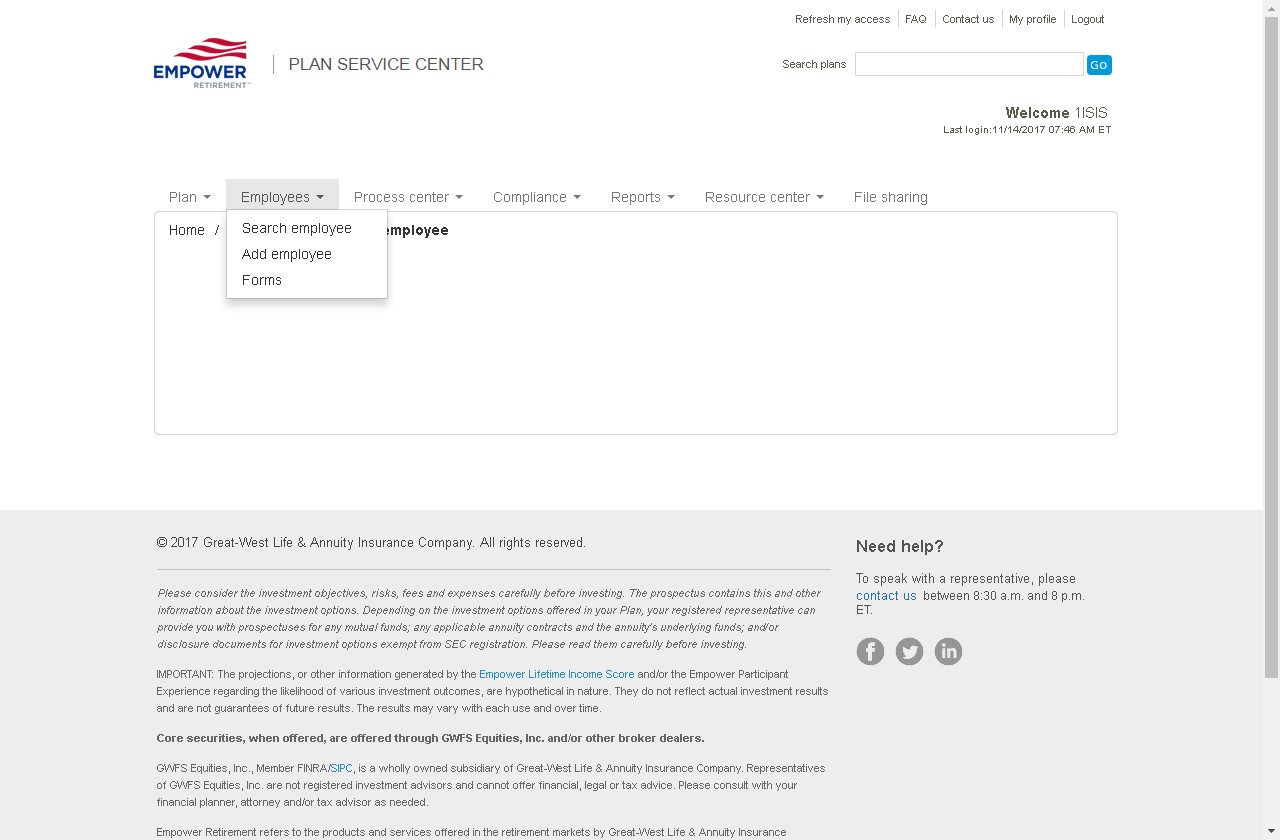 Refresh my access FAQ Contact us My profile Logout
EMPOWER
RETIREMENT™
PLAN SERVICE CENTER
Search plans Go
Welcome 1ISIS
Last login:11/14/2017 07:46 AM ET
Plan Employees Process center Compliance Reports Resource center File sharing
Home / employee
Search employee
Add employee
Forms
© 2017 Great-West Life & Annuity Insurance Company. All rights reserved.
Please consider the investment objectives, risks, fees and expenses carefully before investing. The prospectus contains this and other
information about the investment options. Depending on the investment options offered in your Plan, your registered representative can
provide you with prospectuses for any mutual funds; any applicable annuity contracts and the annuity's underlying funds; and/or
disclosure documents for investment options exempt from SEC registration. Please read them carefully before investing.
IMPORTANT: The projections, or other information generated by the Empower Lifetime Income Score and/or the Empower Participant
Experience regarding the likelihood of various investment outcomes, are hypothetical in nature. They do not reflect actual investment results
and are not guarantees of future results. The results may vary with each use and over time.
Core securities, when offered, are offered through GWFS Equities, Inc. and/or other broker dealers.
GWFS Equities, Inc., Member FINRA/SIPC, is a wholly owned subsidiary of Great-West Life & Annuity Insurance Company. Representatives
of GWFS Equities, Inc. are not registered investment advisors and cannot offer financial, legal or tax advice. Please consult with your
financial planner, attorney and/or tax advisor as needed.
Empower Retirement refers to the products and services offered in the retirement markets by Great-West Life & Annuity Insurance
Need help?
To speak with a representative, please
contact us between 8:30 a.m. and 8 p.m.
ET.